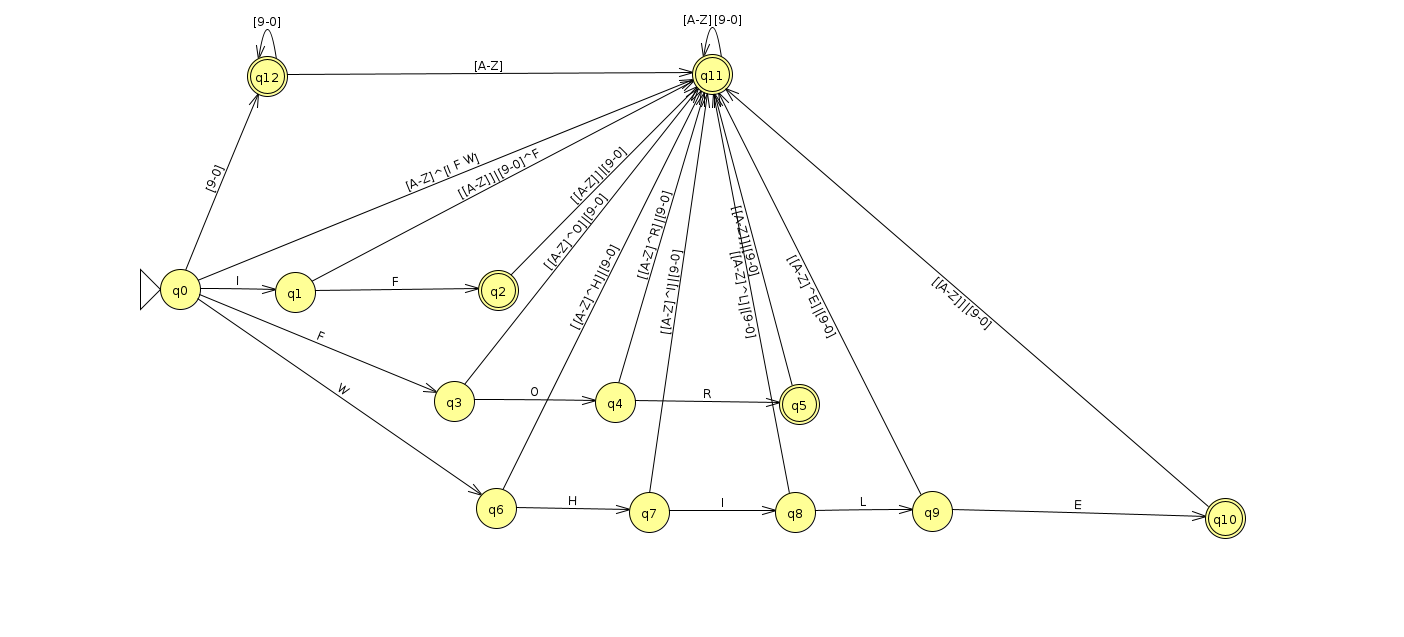 [9-0]
[A-Z][9-0]
q12
[A-Z]
q11
[9-0]
[A-Z]^[I F W]
[[A-Z]]|[9-0]^F
[[A-Z]]|[9-0]
[[A-Z]^O]|[9-0]
[[A-Z]^H]|[9-0]
[[A-Z]^R]|[9-0]
[[A-Z]^I]|[9-0]
[[A-Z]]|[9-0]
[[A-Z]^L]|[9-0]
[[A-Z]^E]|[9-0]
[[A-Z]]|[9-0]
q0
I
q1
F
q2
F
W
q3
O
q4
R
q5
q6
H
q7
I
q8
L
q9
E
q10